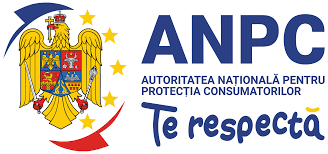 ANPC
AUTORITATEA NAȚIONALĂ PENTRU
PROTECȚIA CONSUMATORILOR
Te respectă